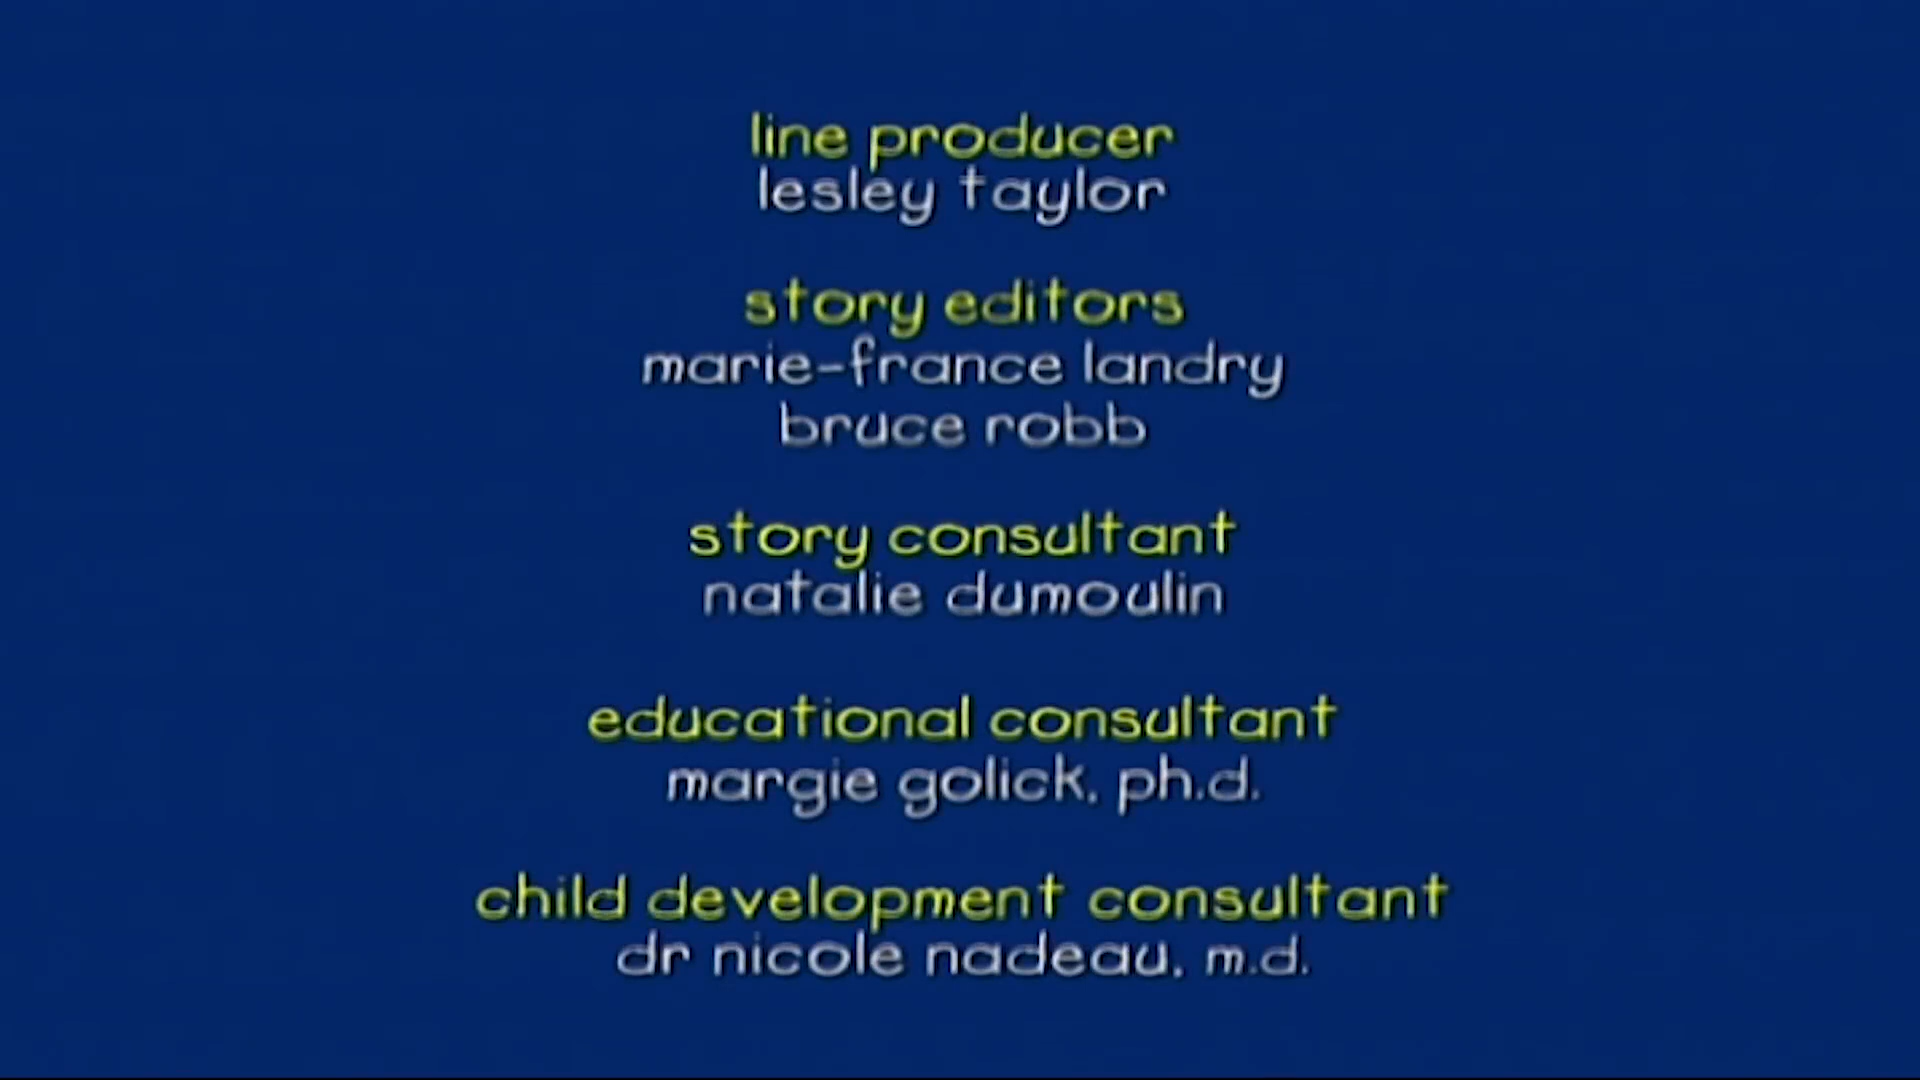 line producer
lesley taylor
story editors
marie-france landry
bruce robb
story consultant
natalie dumoulin
educational consultant
margie golick, ph.d.
child development consultant
dr nicole nadeau, m.d.